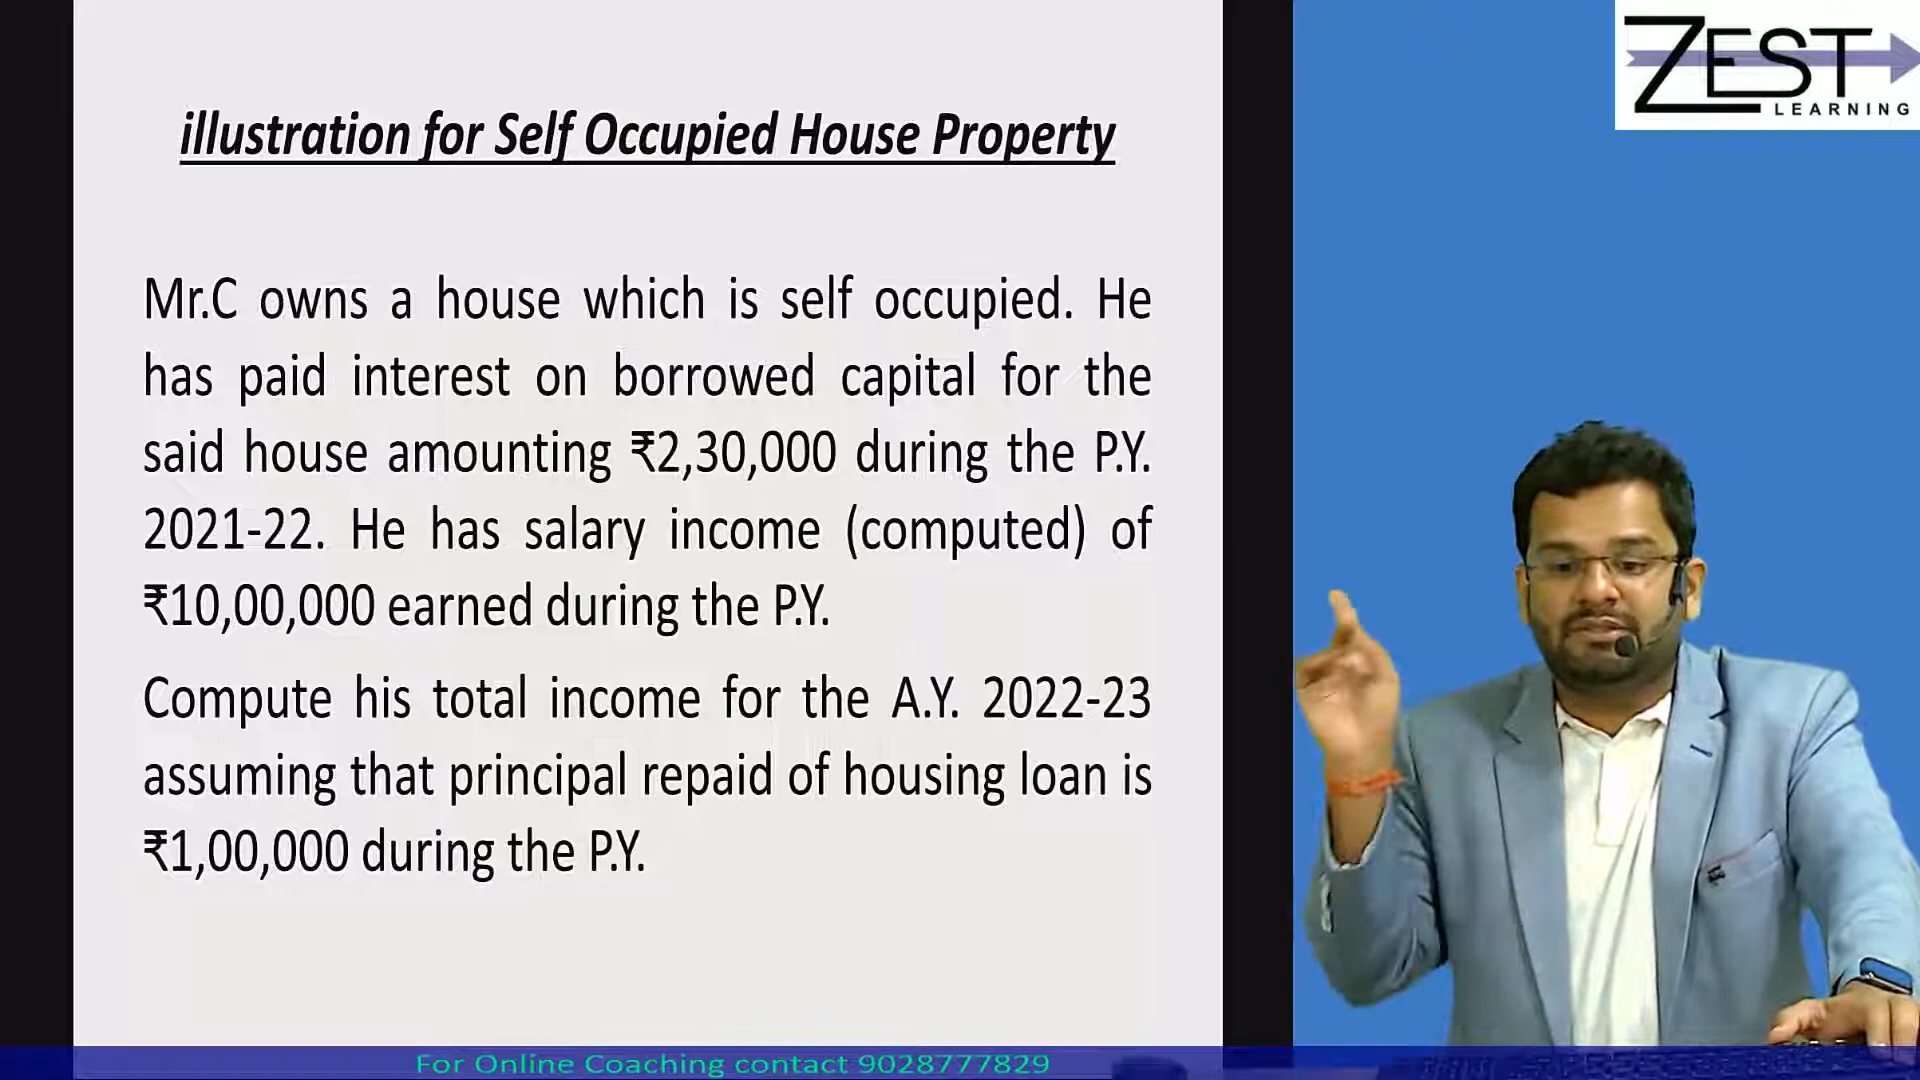 ZEST
LEARNING
illustration for Self Occupied House Property
Mr.C owns a house which is self occupied. He
has paid interest on borrowed capital for the
said house amounting ₹2,30,000 during the P.Y.
2021-22. He has salary income (computed) of
₹10,00,000 earned during the P.Y.
Compute his total income for the A.Y. 2022-23
assuming that principal repaid of housing loan is
₹1,00,000 during the P.Y.
For Online Coaching contact 9028777829